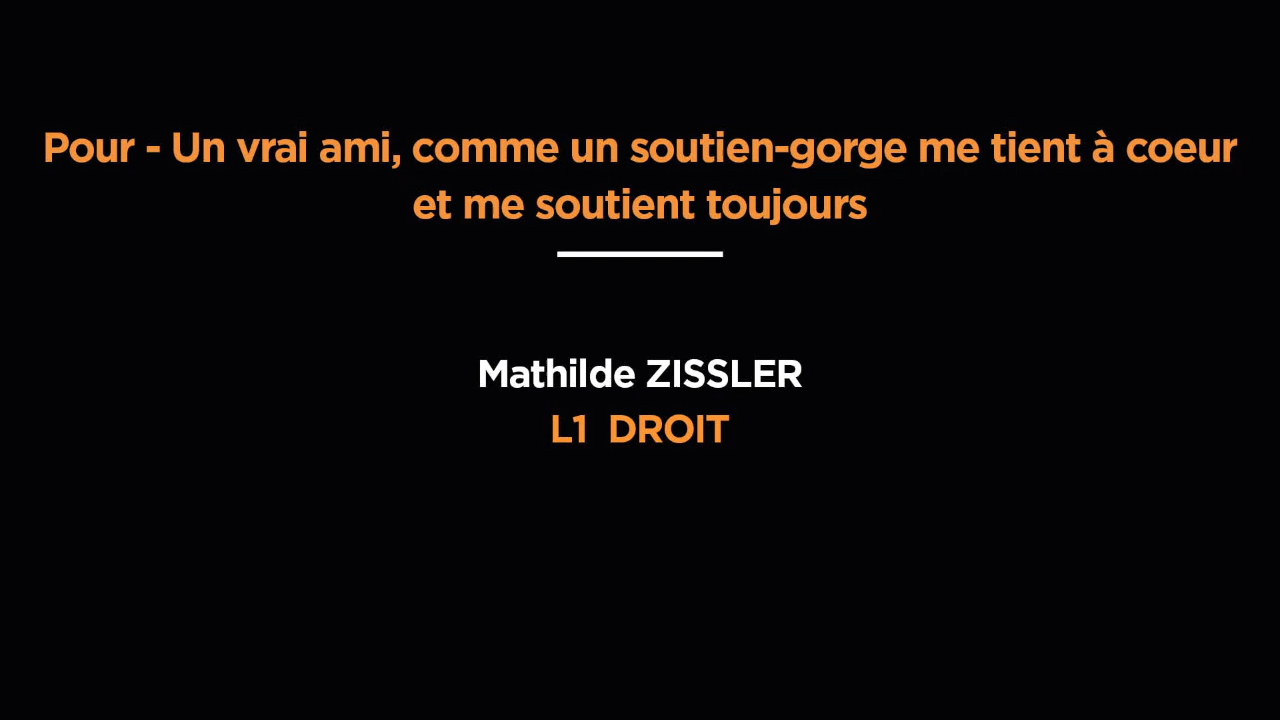 Pour - Un vrai ami, comme un soutien-gorge me tient à coeur
et me soutient toujours
Mathilde ZISSLER
L1 DROIT